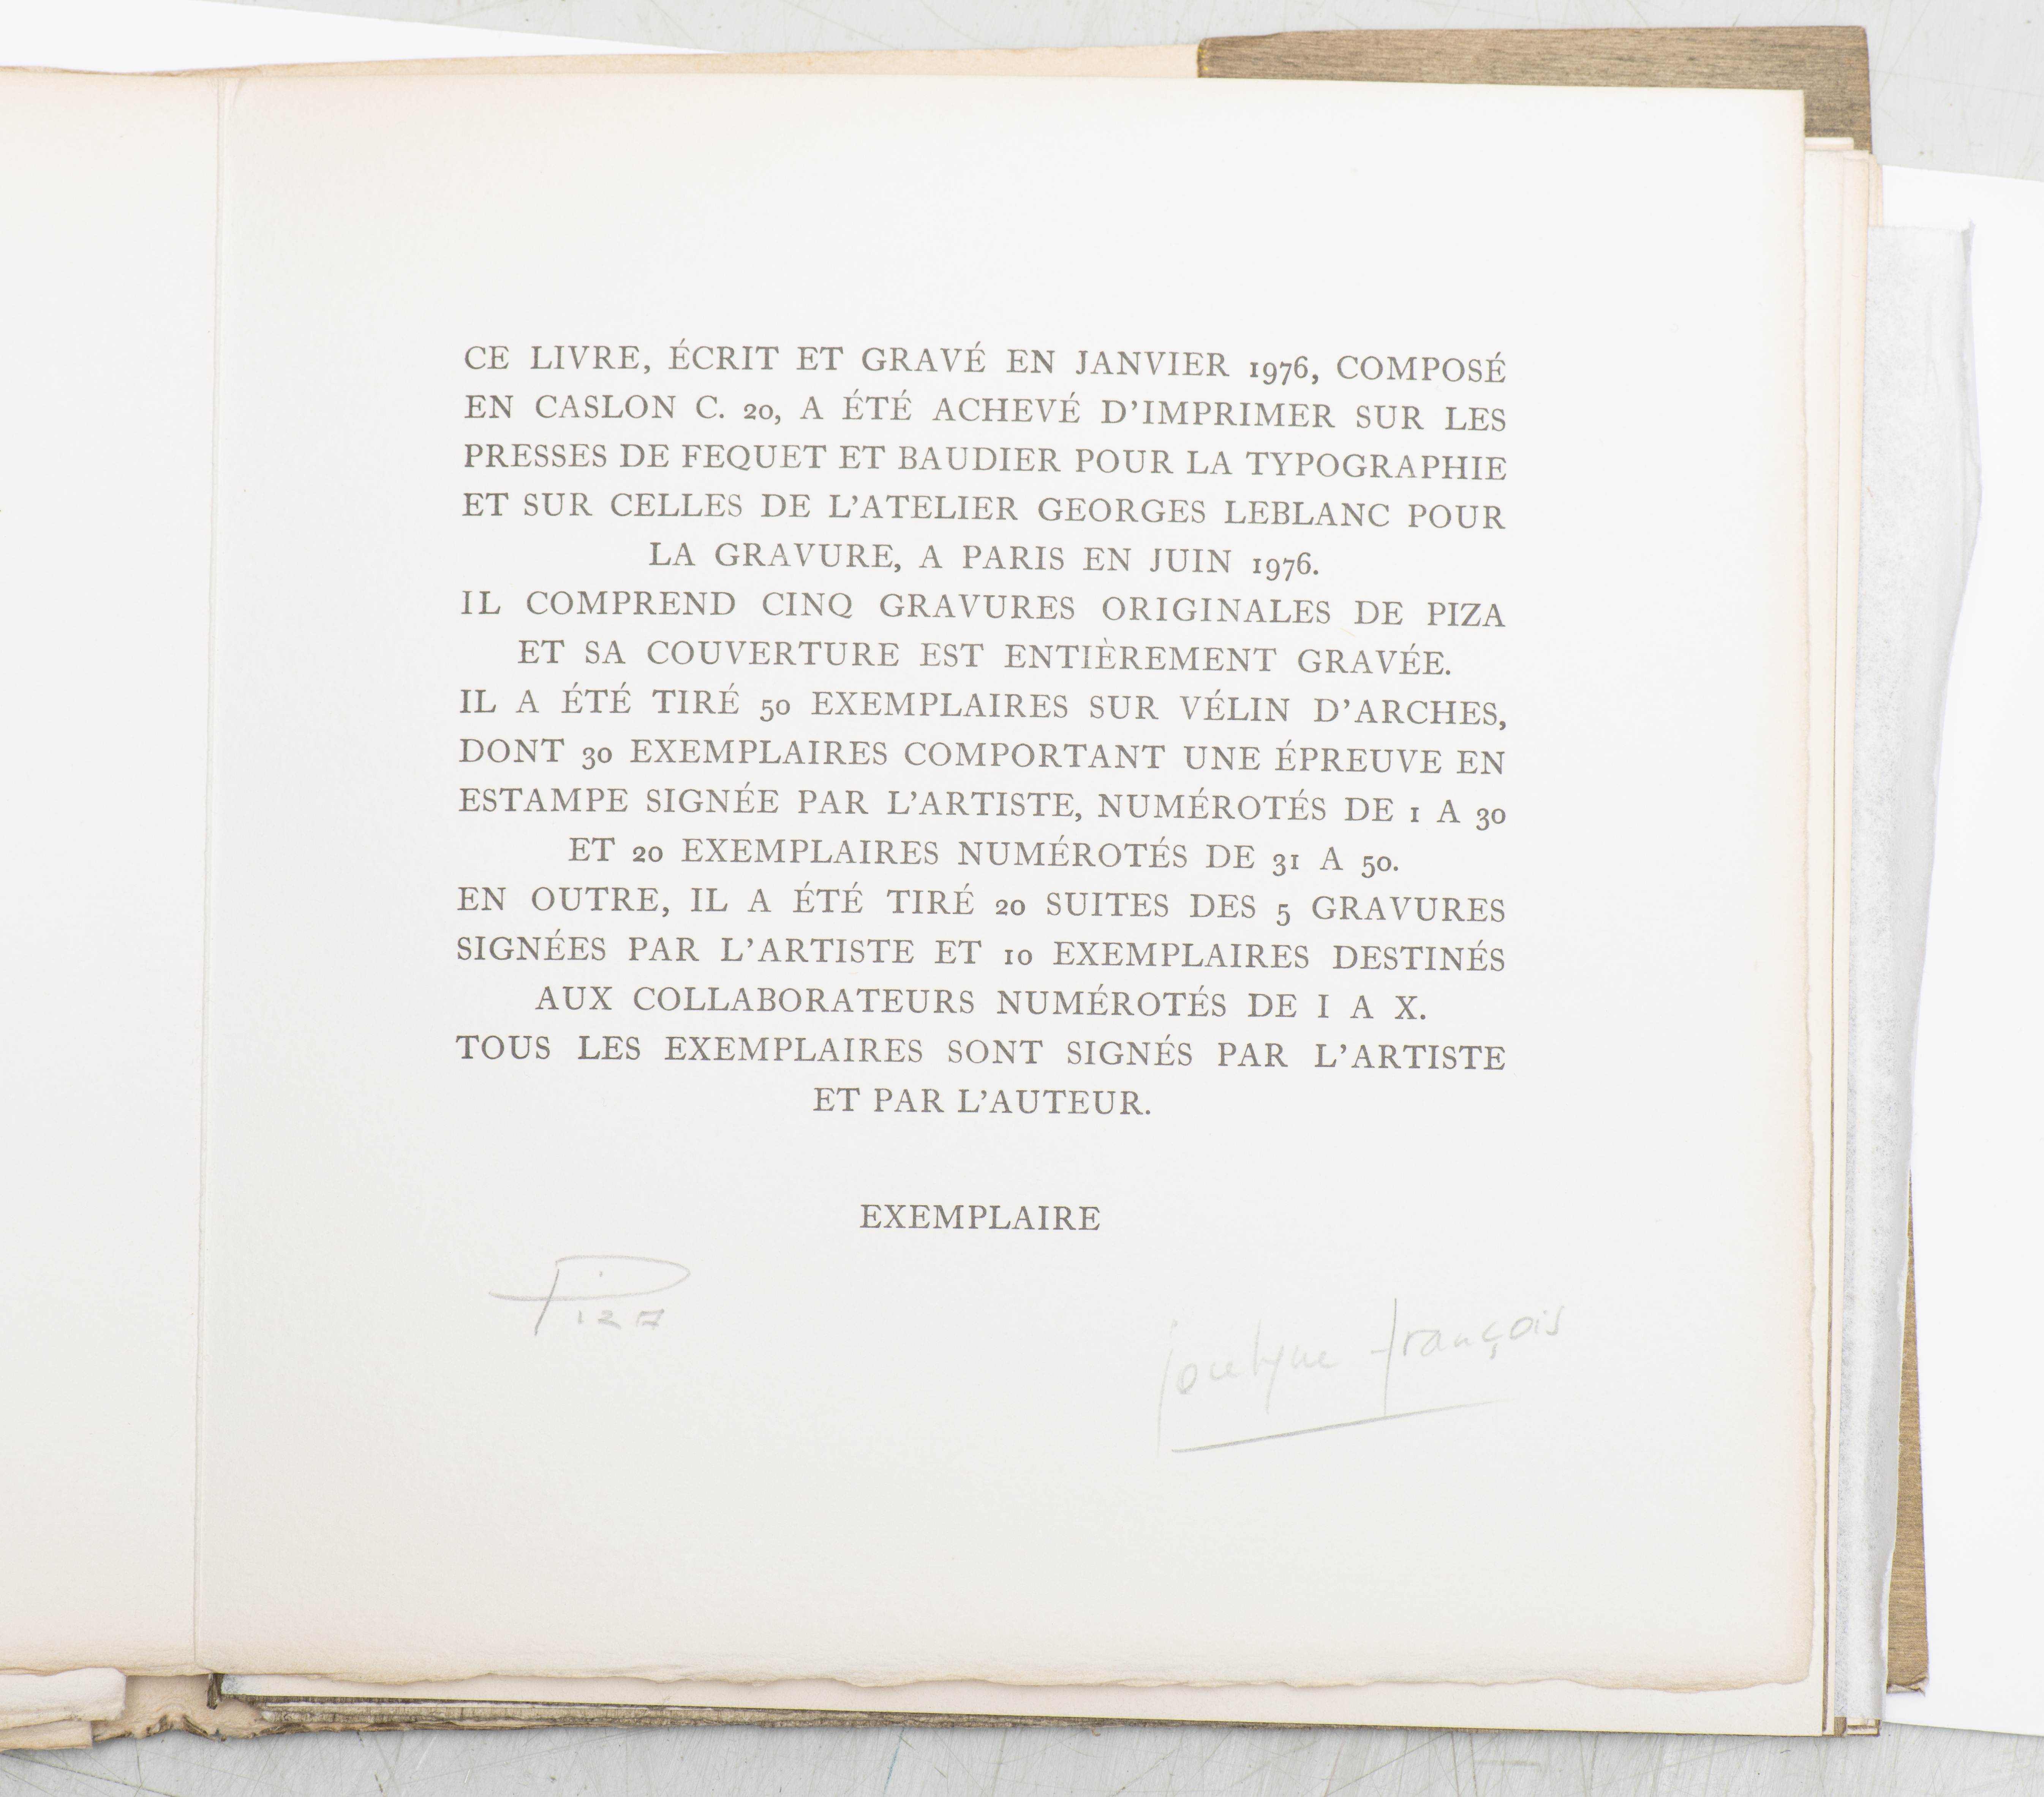 CE LIVRE, ÉCRIT ET GRAVÉ EN JANVIER 1976, COMPOSÉ
EN CASLON C. 20, A ÉTÉ ACHEVÉ D’IMPRIMER SUR LES
PRESSES DE FEQUET ET BAUDIER POUR LA TYPOGRAPHIE
ET SUR CELLES DE L’ATELIER GEORGES LEBLANC POUR
LA GRAVURE, A PARIS EN JUIN 1976.
IL COMPREND CINQ GRAVURES ORIGINALES DE PIZA
ET SA COUVERTURE EST ENTIÈREMENT GRAVÉE.
IL A ÉTÉ TIRÉ 50 EXEMPLAIRES SUR VÉLIN D’ARCHES,
DONT 30 EXEMPLAIRES COMPORTANT UNE ÉPREUVE EN
ESTAMPE SIGNÉE PAR L’ARTISTE, NUMÉROTÉS DE 1 A 30
ET 20 EXEMPLAIRES NUMÉROTÉS DE 31 A 50.
EN OUTRE, IL A ÉTÉ TIRÉ 20 SUITES DES 5 GRAVURES
SIGNÉES PAR L’ARTISTE ET 10 EXEMPLAIRES DESTINÉS
AUX COLLABORATEURS NUMÉROTÉS DE I A X.
TOUS LES EXEMPLAIRES SONT SIGNÉS PAR L’ARTISTE
ET PAR L’AUTEUR.
EXEMPLAIRE
Piza
jocelyne françois